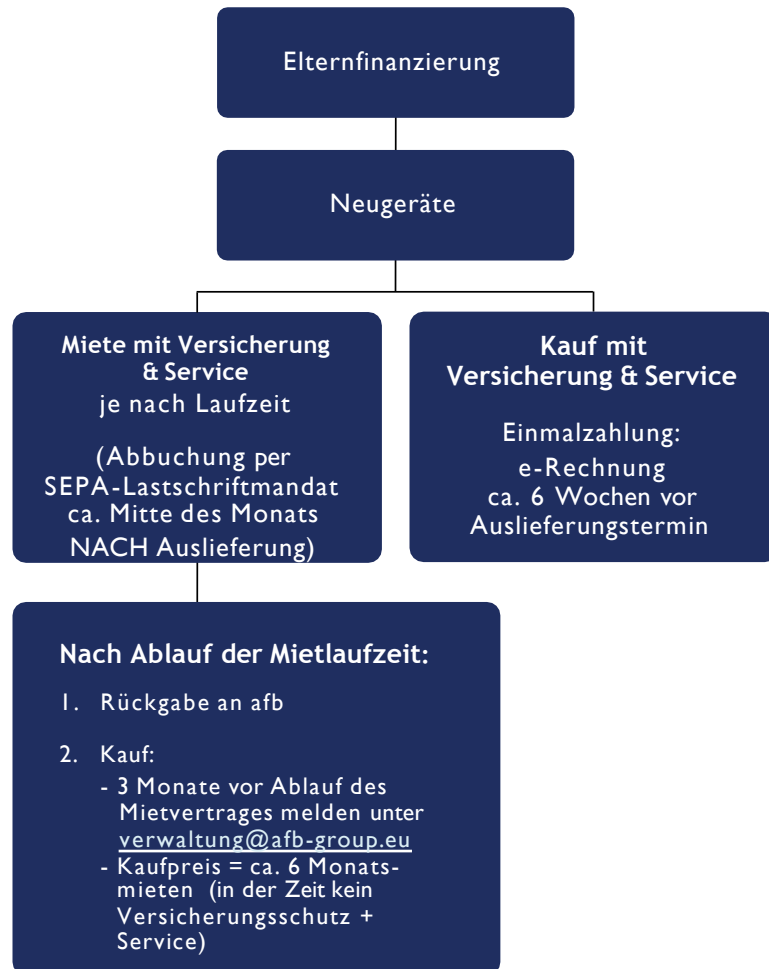 Elternfinanzierung
Neugeräte
Miete mit Versicherung
& Service
je nach Laufzeit
(Abbuchung per
SEPA-Lastschriftmandat
ca. Mitte des Monats
NACH Auslieferung)
Kauf mit
Versicherung & Service
Einmalzahlung:
e-Rechnung
ca. 6 Wochen vor
Auslieferungstermin
Nach Ablauf der Mietlaufzeit:
1. Rückgabe an afb
2. Kauf:
- 3 Monate vor Ablauf des
Mietvertrages melden unter
verwaltung@afb-group.eu
- Kaufpreis = ca. 6 Monats-
mieten (in der Zeit kein
Versicherungsschutz +
Service)